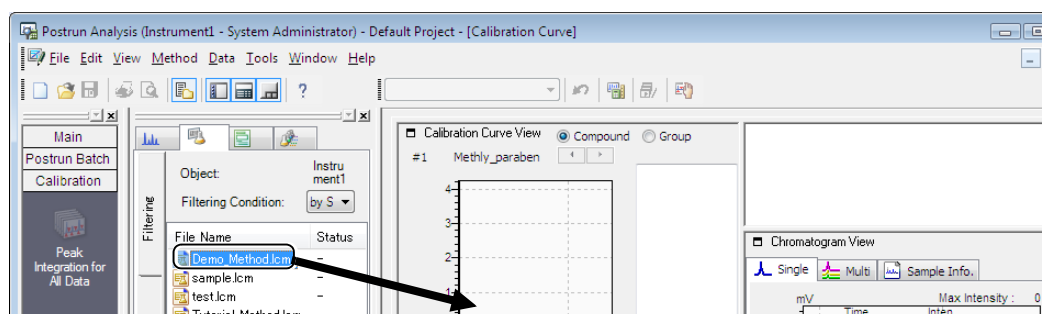 Postrun Analysis (Instrument1 - System Administrator) - Default Project - [Calibration Curve]
File Edit View Method Data Tools Window Help
?
Main
Postrun Batch
Calibration
Peak
Integration for
All Data
Filtering
Object: Instru
ment1
Filtering Condition: by S
File Name Status
Demo_Method.lcm -
sample.lcm -
test.lcm -
Tutorial_Method.lcm
Calibration Curve View Compound Group
#1 Methly_paraben
4
3
2
1
Chromatogram View
Single Multi Sample Info.
mV Max Intensity : 0
Time Inten.